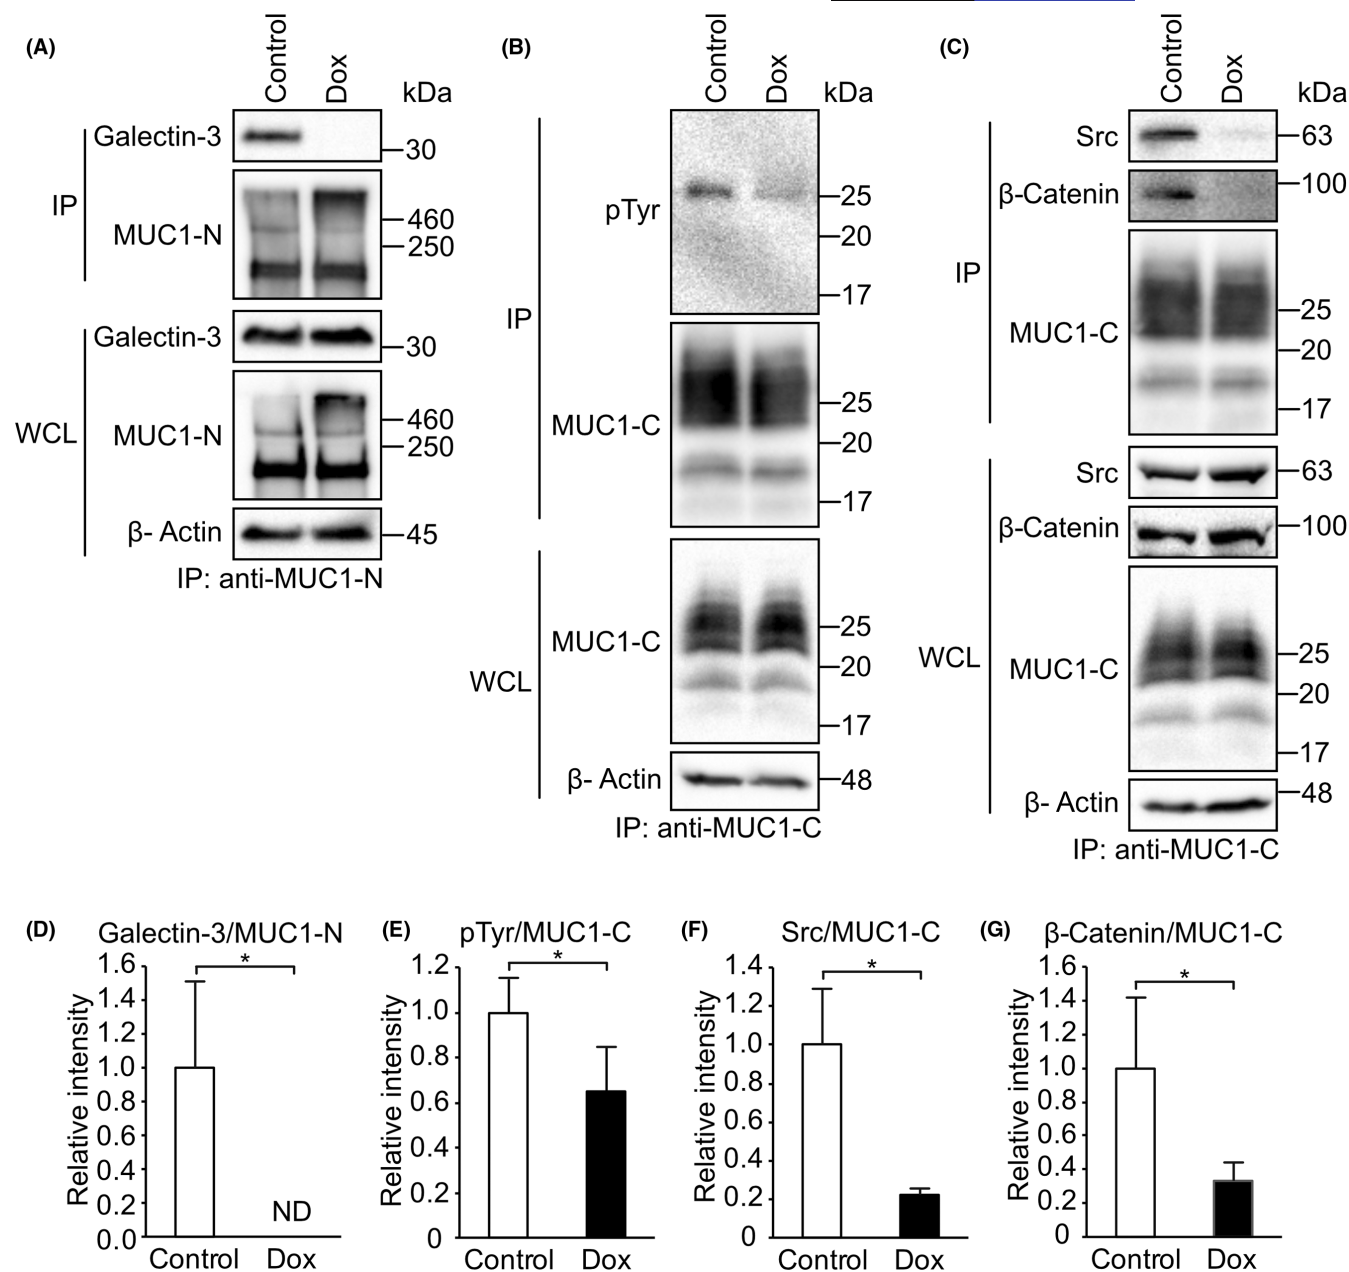 (A)
Control
Dox
kDa
IP
Galectin-3
30
MUC1-N
460
250
WCL
Galectin-3
30
MUC1-N
460
250
β- Actin
45
IP: anti-MUC1-N
(B)
Control
Dox
kDa
IP
pTyr
25
20
17
MUC1-C
25
20
17
WCL
MUC1-C
25
20
17
β- Actin
48
IP: anti-MUC1-C
(C)
Control
Dox
kDa
IP
Src
63
β-Catenin
100
MUC1-C
25
20
17
WCL
Src
63
β-Catenin
100
MUC1-C
25
20
17
β- Actin
48
IP: anti-MUC1-C
(D)
Galectin-3/MUC1-N
Relative intensity
1.6
1.4
1.2
1.0
0.8
0.6
0.4
0.2
0.0
*
ND
Control Dox
(E)
pTyr/MUC1-C
Relative intensity
1.2
1.0
0.8
0.6
0.4
0.2
0
*
Control Dox
(F)
Src/MUC1-C
Relative intensity
1.4
1.2
1.0
0.8
0.6
0.4
0.2
0
*
Control Dox
(G)
β-Catenin/MUC1-C
Relative intensity
1.6
1.4
1.2
1.0
0.8
0.6
0.4
0.2
0
*
Control Dox